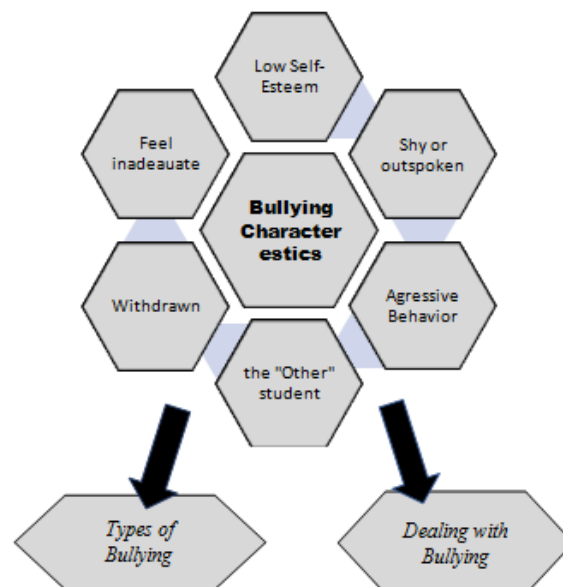 Low Self-
Esteem
Feel
inadeauate
Shy or
outspoken
Bullying
Character
estics
Withdrawn
Agressive
Behavior
the "Other"
student
Types of
Bullying
Dealing with
Bullying